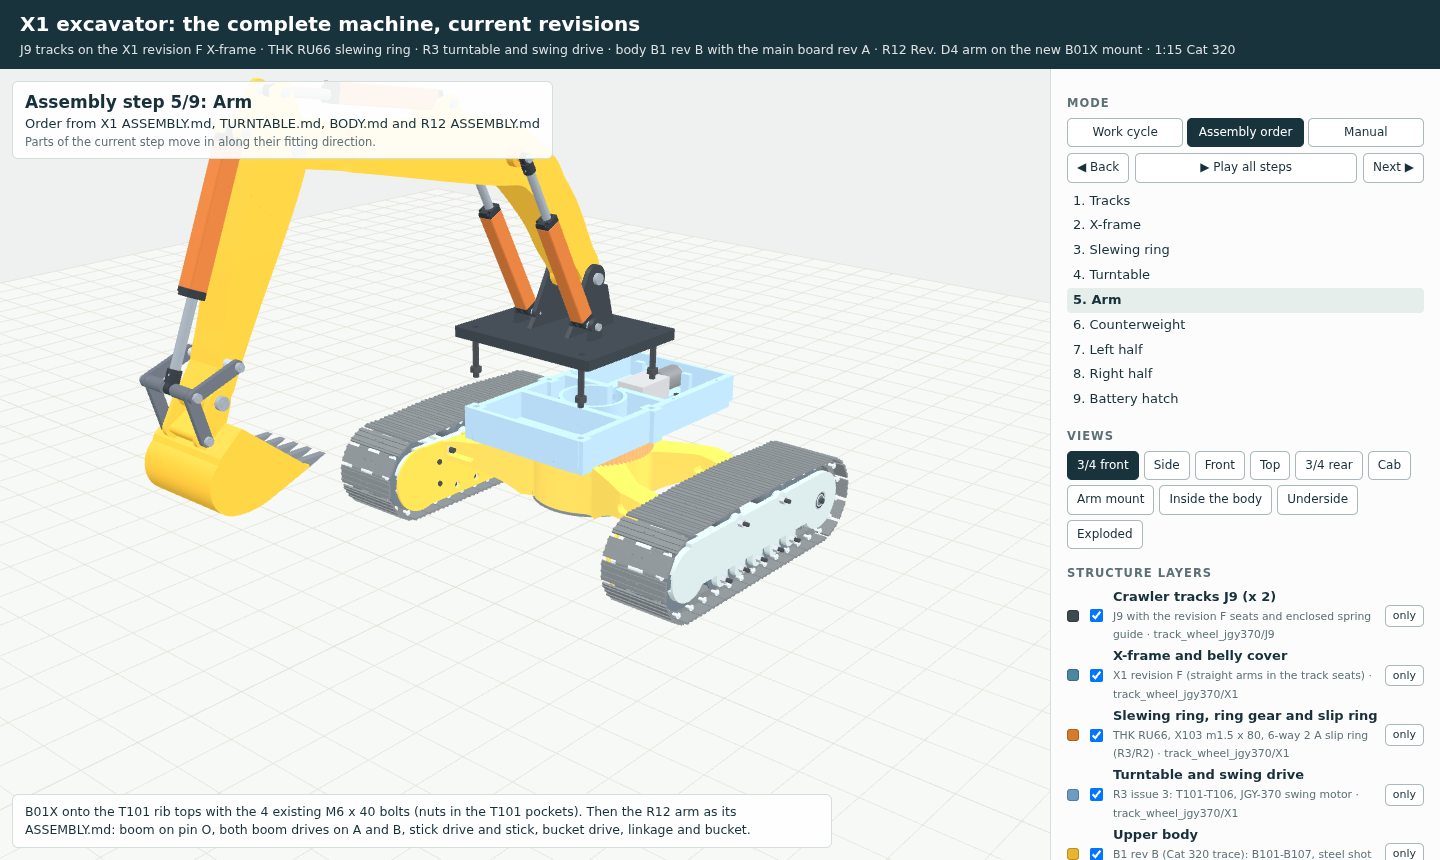 X1 excavator: the complete machine, current revisions
J9 tracks on the X1 revision F X-frame · THK RU66 slewing ring · R3 turntable and swing drive · body B1 rev B with the main board rev A · R12 Rev. D4 arm on the new B01X mount · 1:15 Cat 320
Assembly step 5/9: Arm
Order from X1 ASSEMBLY.md, TURNTABLE.md, BODY.md and R12 ASSEMBLY.md
Parts of the current step move in along their fitting direction.
B01X onto the T101 rib tops with the 4 existing M6 x 40 bolts (nuts in the T101 pockets). Then the R12 arm as its
ASSEMBLY.md: boom on pin O, both boom drives on A and B, stick drive and stick, bucket drive, linkage and bucket.
MODE
Work cycle Assembly order Manual
◀ Back ▶ Play all steps Next ▶
1. Tracks
2. X-frame
3. Slewing ring
4. Turntable
5. Arm
6. Counterweight
7. Left half
8. Right half
9. Battery hatch
VIEWS
3/4 front Side Front Top 3/4 rear Cab
Arm mount Inside the body Underside
Exploded
STRUCTURE LAYERS
Crawler tracks J9 (x 2)
J9 with the revision F seats and enclosed spring only
guide · track_wheel_jgy370/J9
X-frame and belly cover
X1 revision F (straight arms in the track seats) · only
track_wheel_jgy370/X1
Slewing ring, ring gear and slip ring
THK RU66, X103 m1.5 x 80, 6-way 2 A slip ring only
(R3/R2) · track_wheel_jgy370/X1
Turntable and swing drive
R3 issue 3: T101-T106, JGY-370 swing motor · only
track_wheel_jgy370/X1
Upper body
B1 rev B (Cat 320 trace): B101-B107, steel shot only